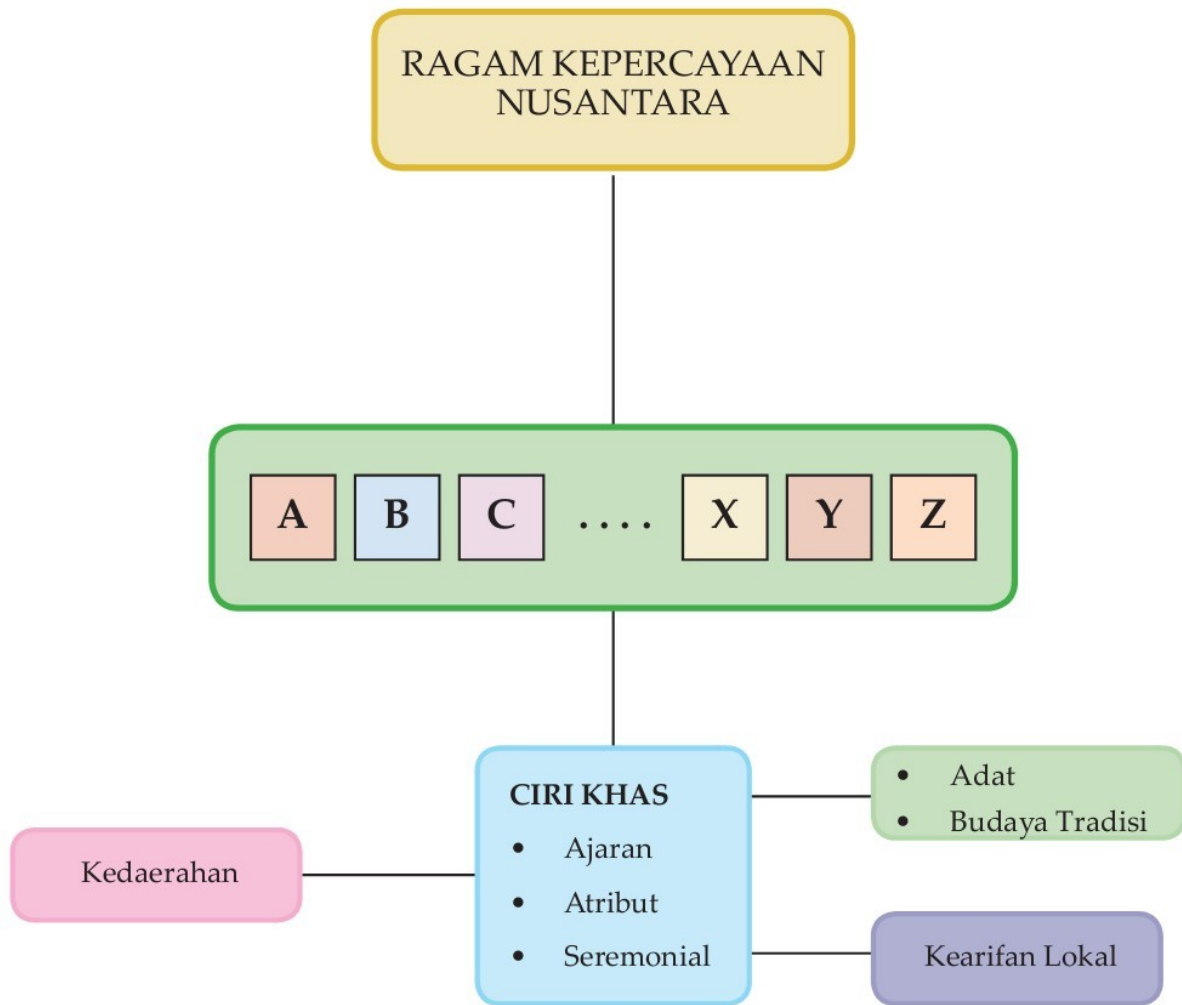 RAGAM KEPERCAYAAN
NUSANTARA
A B C .... X Y Z
CIRI KHAS
• Ajaran
• Atribut
• Seremonial
• Adat
• Budaya Tradisi
Kedaerahan
Kearifan Lokal